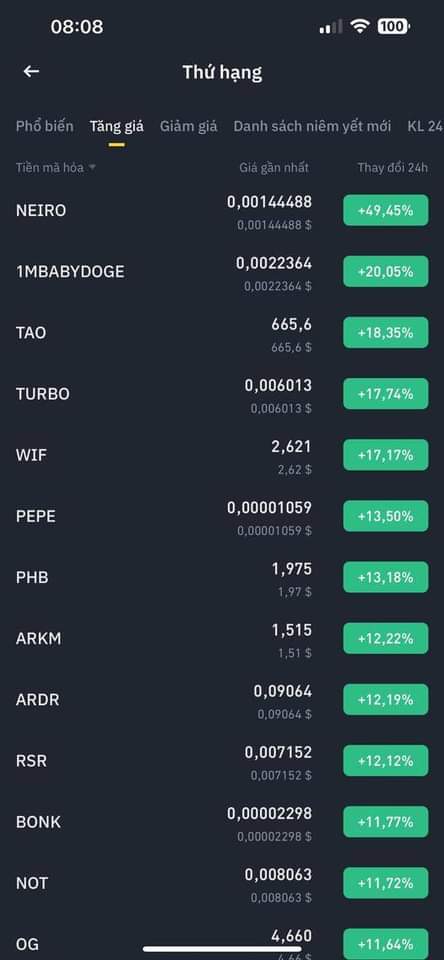 08:08 100
Thứ hạng
Phổ biến Tăng giá Giảm giá Danh sách niêm yết mới KL 24
Tiền mã hóa Giá gần nhất Thay đổi 24h
NEIRO 0,00144488 +49,45%
0,00144488 $
1MBABYDOGE 0,0022364 +20,05%
0,0022364 $
TAO 665,6 +18,35%
665,6 $
TURBO 0,006013 +17,74%
0,006013 $
WIF 2,621 +17,17%
2,62 $
PEPE 0,00001059 +13,50%
0,00001059 $
PHB 1,975 +13,18%
1,97 $
ARKM 1,515 +12,22%
1,51 $
ARDR 0,09064 +12,19%
0,09064 $
RSR 0,007152 +12,12%
0,007152 $
BONK 0,00002298 +11,77%
0,00002298 $
NOT 0,008063 +11,72%
0,008063 $
OG 4,660 +11,64%
4,66 $